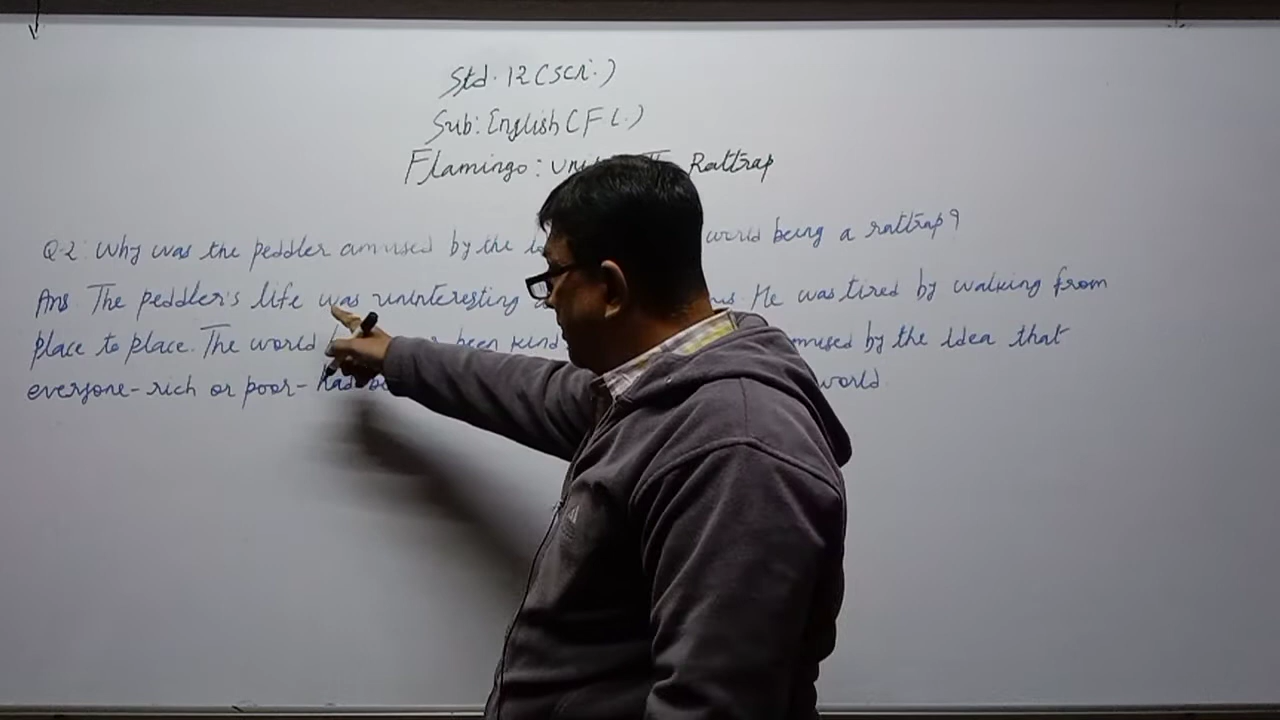 Std. 12 (Sci.)
Sub: English (F L.)
Flamingo: The Rattrap
Q-2: Why was the peddler amused by the world being a rattrap?
Ans. The peddler's life was uninteresting He was tired by walking from
place to place. The world been kind by the idea that
everyone- rich or poor- had world